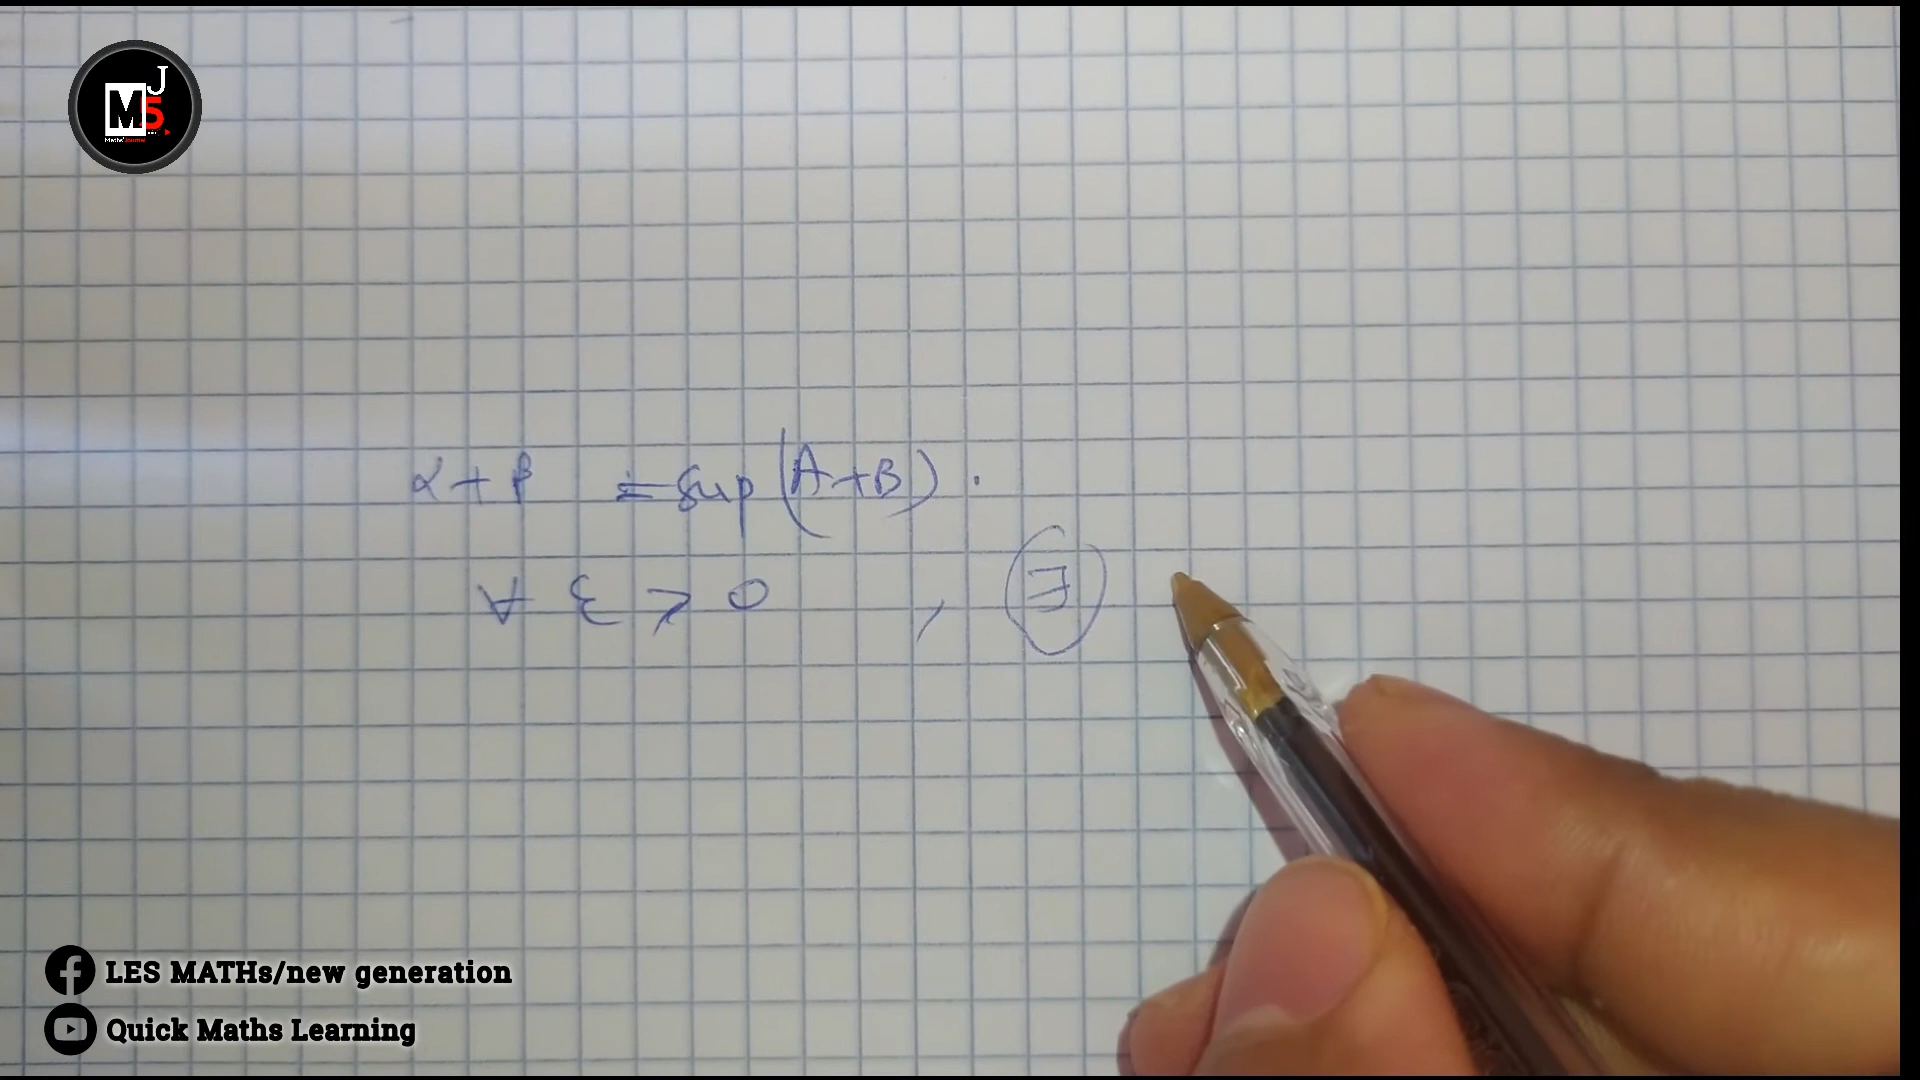 MJ5
α + β = sup (A+B).
∀ ε > 0 , ∃
LES MATHs/new generation
Quick Maths Learning